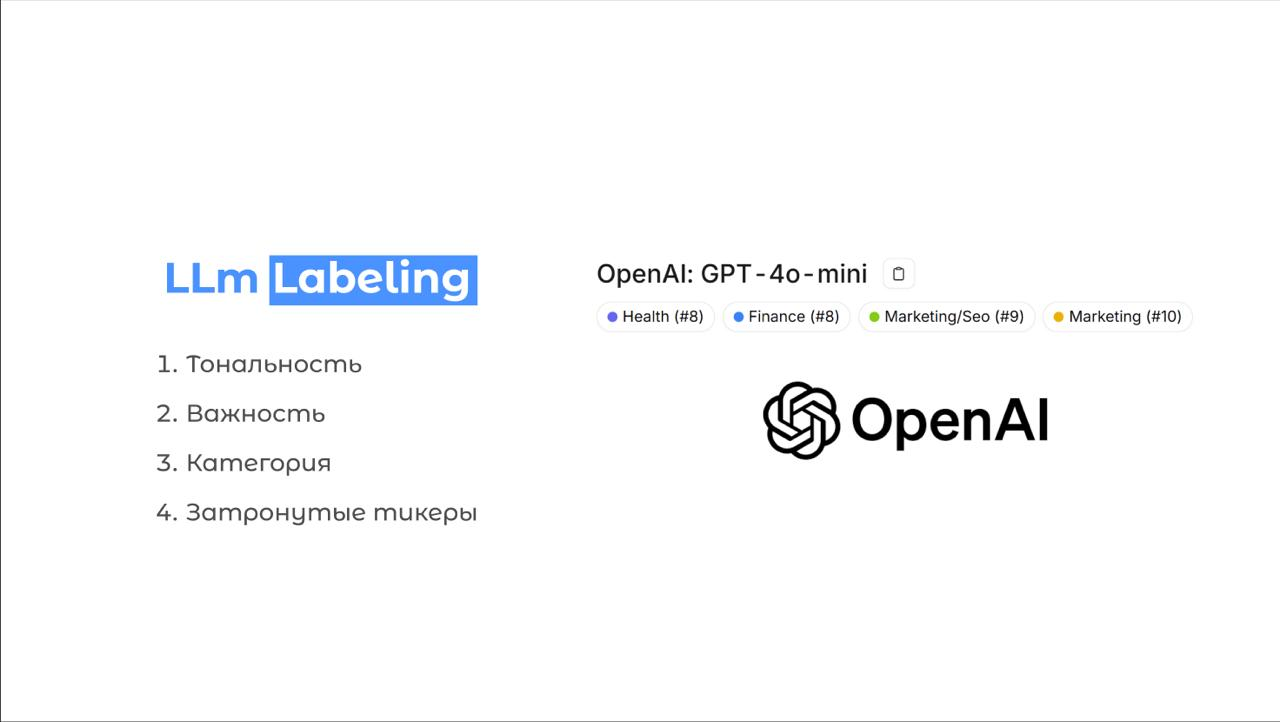 LLm Labeling
1. Тональность
2. Важность
3. Категория
4. Затронутые тикеры
OpenAI: GPT-4o-mini
Health (#8) Finance (#8) Marketing/Seo (#9) Marketing (#10)
OpenAI